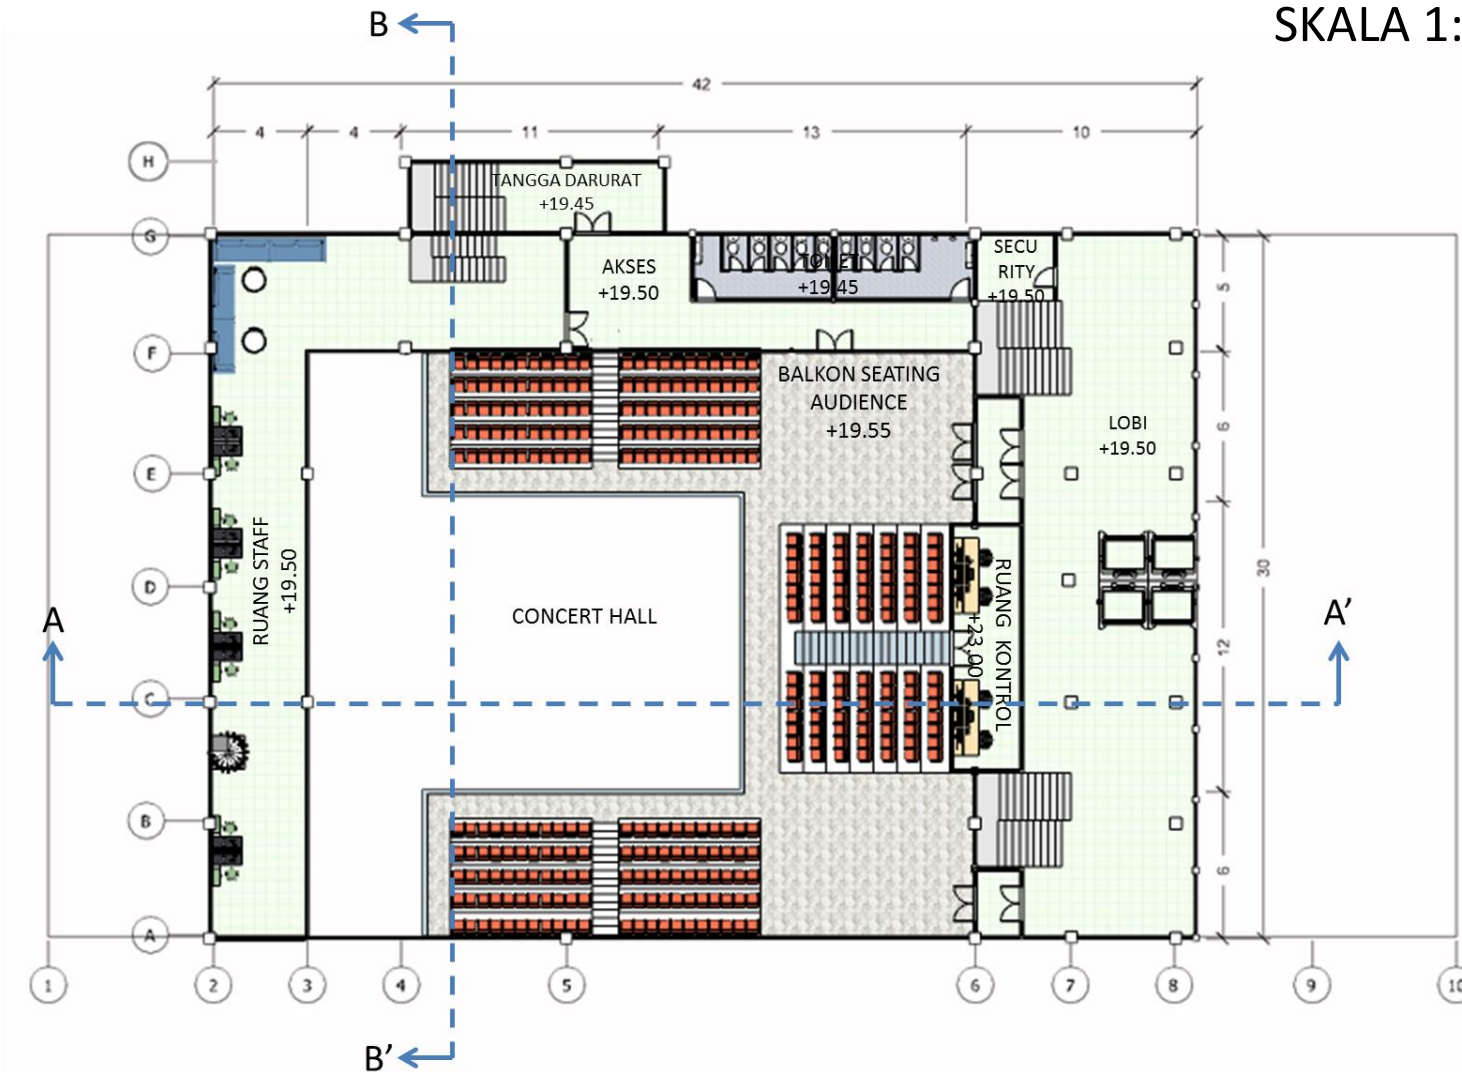 B
SKALA 1:
42
4
4
11
13
10
H
TANGGA DARURAT
+19.45
G
AKSES
+19.50
TOILET
+19.45
SECU
RITY
+19.50
5
F
BALKON SEATING
AUDIENCE
+19.55
LOBI
+19.50
6
E
RUANG STAFF
+19.50
D
CONCERT HALL
RUANG KONTROL
+23.00
30
A
A’
12
C
B
6
A
1
2
3
4
5
6
7
8
9
10
B’